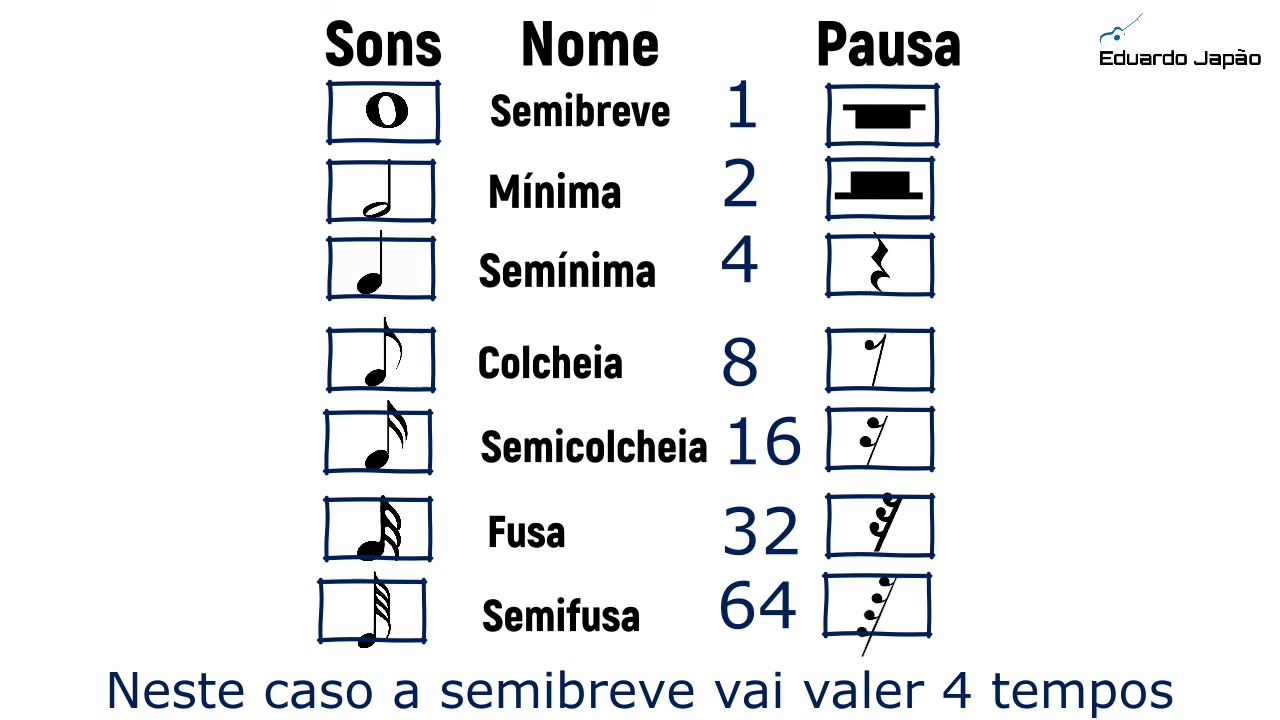 Sons Nome Pausa
Eduardo Japão
Semibreve 1
Mínima 2
Semínima 4
Colcheia 8
Semicolcheia 16
Fusa 32
Semifusa 64
Neste caso a semibreve vai valer 4 tempos